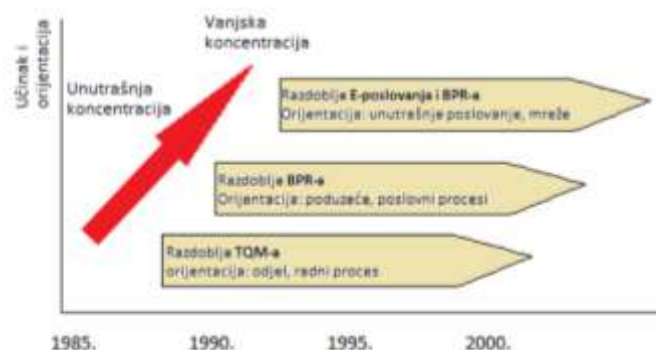 Učinak i
orijentacija
Vanjska
koncentracija
Unutrašnja
koncentracija
Razdoblje E-poslovanja i BPR-a
Orijentacija: unutrašnje poslovanje, mreže
Razdoblje BPR-a
Orijentacija: poduzeća, poslovni procesi
Razdoblje TQM-a
orijentacija: odjel, radni proces
1985. 1990. 1995. 2000.